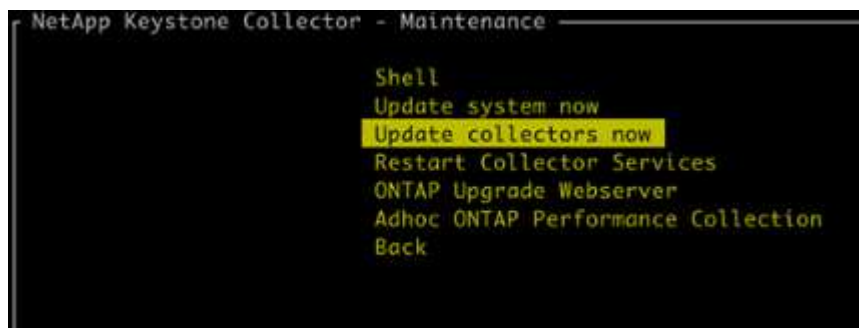 NetApp Keystone Collector - Maintenance
Shell
Update system now
Update collectors now
Restart Collector Services
ONTAP Upgrade Webserver
Adhoc ONTAP Performance Collection
Back